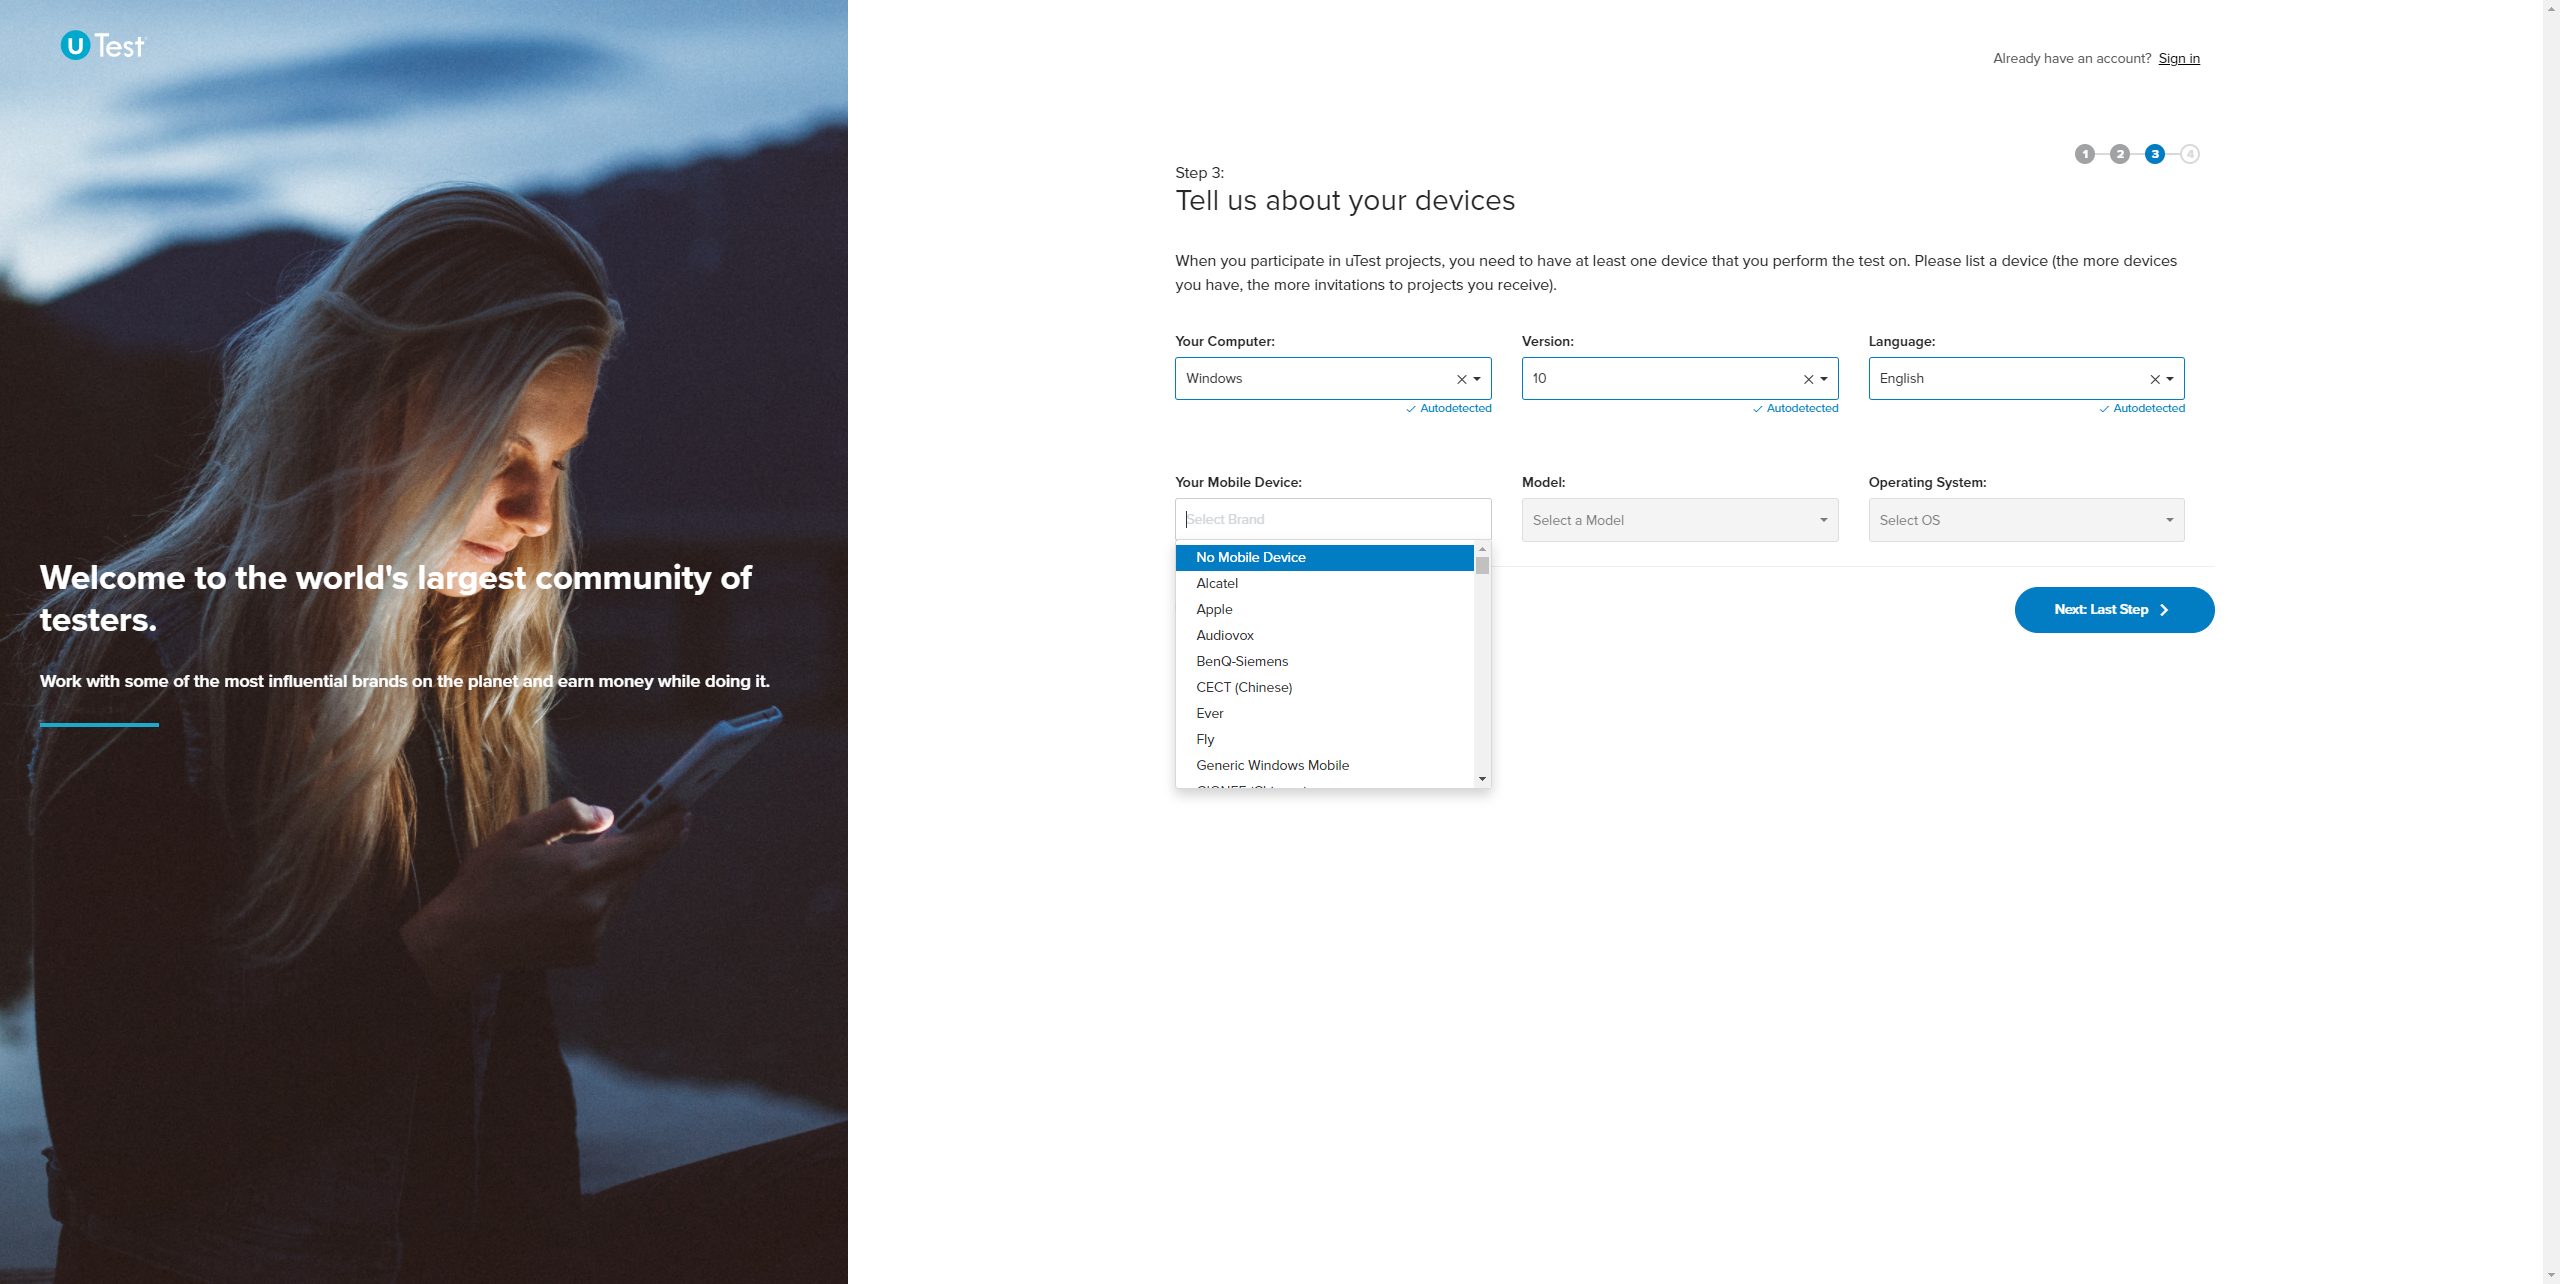 U Test
Already have an account? Sign in
1 2 3 4
Step 3:
Tell us about your devices
When you participate in uTest projects, you need to have at least one device that you perform the test on. Please list a device (the more devices
you have, the more invitations to projects you receive).
Your Computer: Version: Language:
Windows 10 English
Autodetected Autodetected Autodetected
Your Mobile Device: Model: Operating System:
Select Brand Select a Model Select OS
No Mobile Device
Alcatel
Apple
Audiovox
BenQ-Siemens
CECT (Chinese)
Ever
Fly
Generic Windows Mobile
Next: Last Step
Welcome to the world's largest community of
testers.
Work with some of the most influential brands on the planet and earn money while doing it.